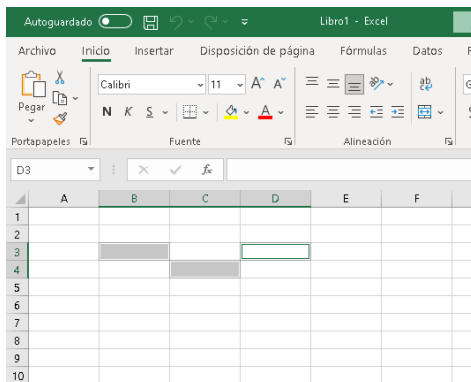 Autoguardado Libro1 - Excel
Archivo Inicio Insertar Disposición de página Fórmulas Datos
Pegar Calibri 11 A A ab
N K S A
Portapapeles Fuente Alineación
D3 fx
A B C D E F
1
2
3
4
5
6
7
8
9
10